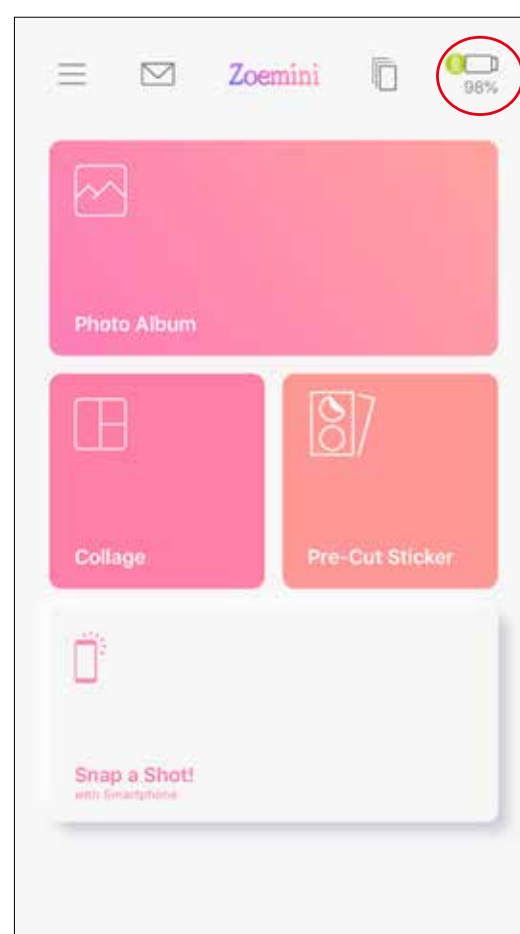 Zoemini
98%
Photo Album
Collage
Pre-Cut Sticker
Snap a Shot!
with Smartphone